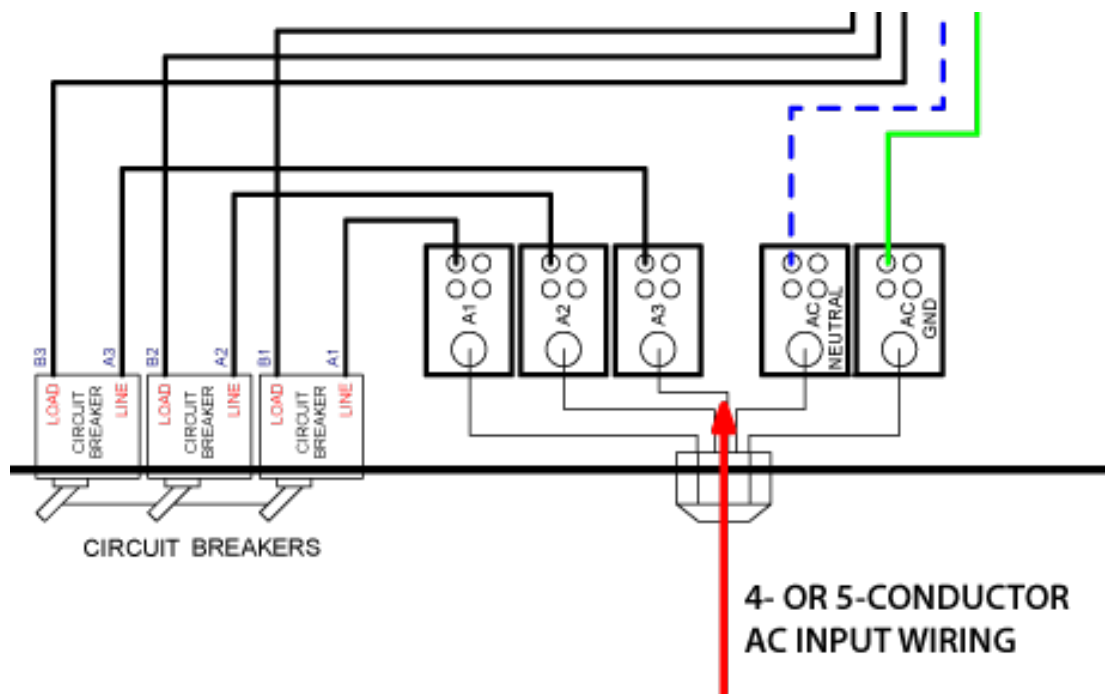 A1
A2
A3
AC
NEUTRAL
AC
GND
B3
A3
B2
A2
B1
A1
LOAD
CIRCUIT
BREAKER
LINE
LOAD
CIRCUIT
BREAKER
LINE
LOAD
CIRCUIT
BREAKER
LINE
CIRCUIT BREAKERS
4- OR 5-CONDUCTOR
AC INPUT WIRING